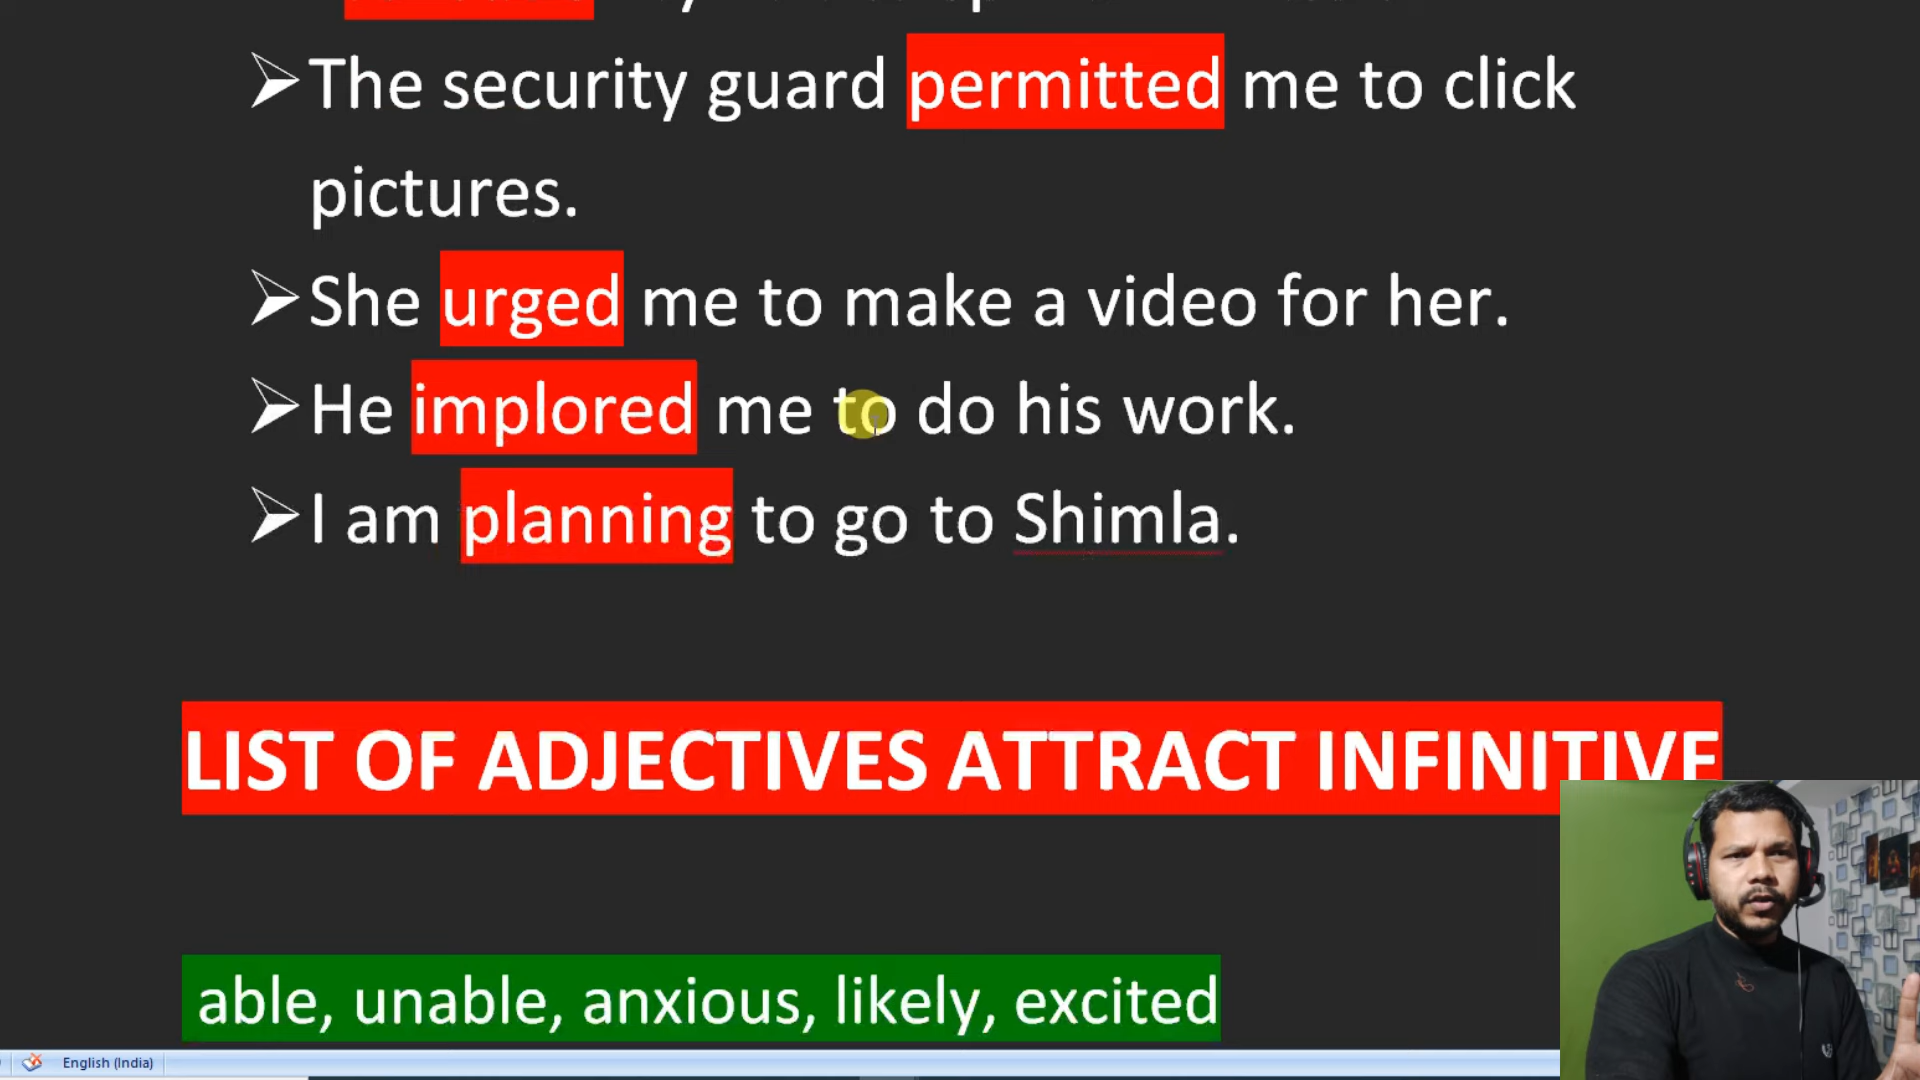 The security guard permitted me to click
pictures.
She urged me to make a video for her.
He implored me to do his work.
I am planning to go to Shimla.
LIST OF ADJECTIVES ATTRACT INFINITIVE
able, unable, anxious, likely, excited
English (India)